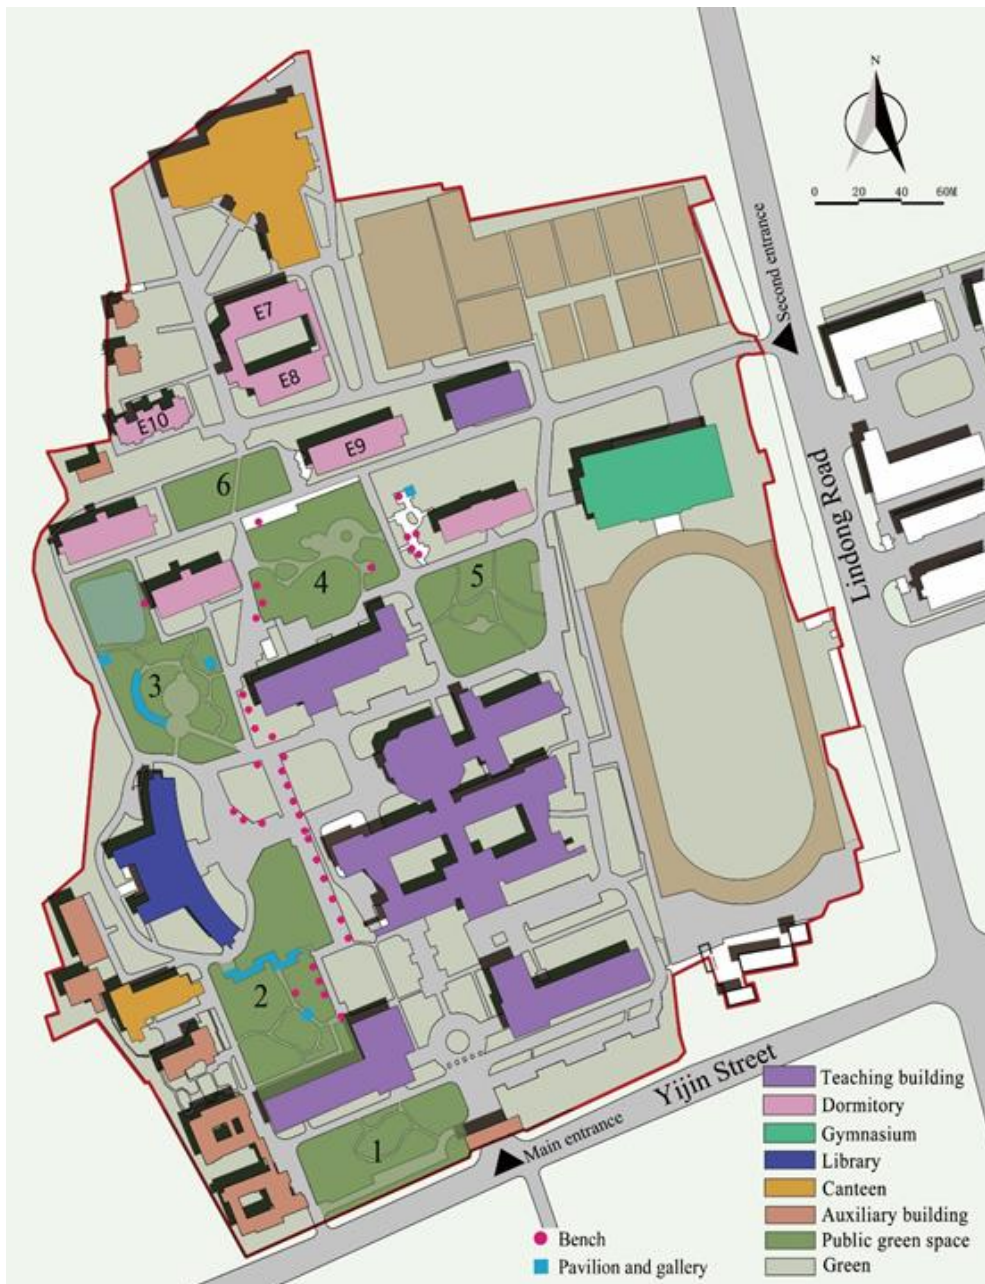 N
0 20 40 60M
Second entrance
E7
E8
E10
E9
6
4
5
3
2
1
Lindong Road
Yijin Street
Main entrance
Teaching building
Dormitory
Gymnasium
Library
Canteen
Auxiliary building
Public green space
Green
Bench
Pavilion and gallery